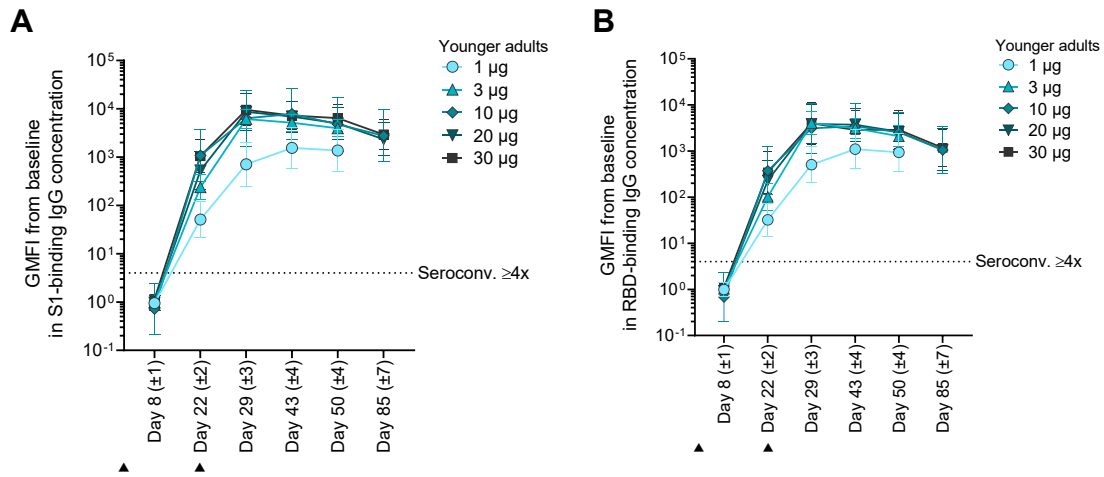 A
GMFI from baseline
in S1-binding IgG concentration
10⁵
10⁴
10³
10²
10¹
10⁰
10⁻¹
Seroconv. ≥4x
Day 8 (±1)
Day 22 (±2)
Day 29 (±3)
Day 43 (±4)
Day 50 (±4)
Day 85 (±7)
Younger adults
1 µg
3 µg
10 µg
20 µg
30 µg
B
GMFI from baseline
in RBD-binding IgG concentration
10⁵
10⁴
10³
10²
10¹
10⁰
10⁻¹
Seroconv. ≥4x
Day 8 (±1)
Day 22 (±2)
Day 29 (±3)
Day 43 (±4)
Day 50 (±4)
Day 85 (±7)
Younger adults
1 µg
3 µg
10 µg
20 µg
30 µg